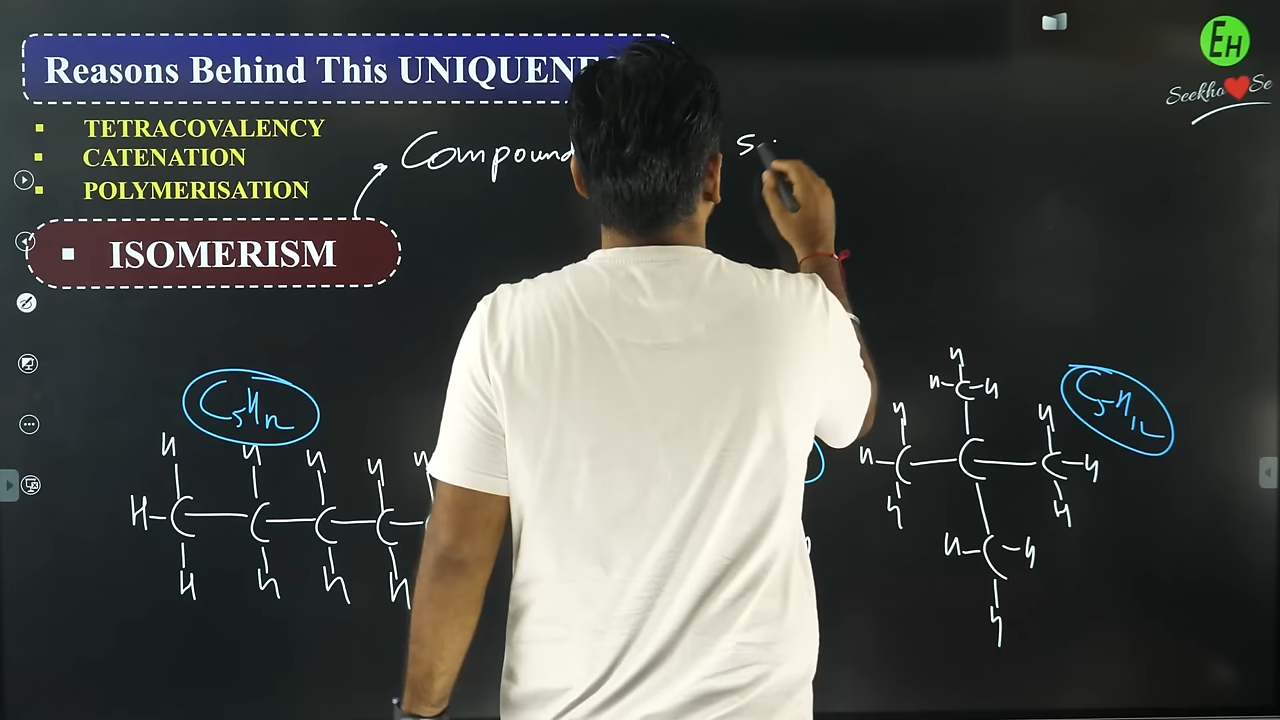 EH
Seekho Se
Reasons Behind This UNIQUENE
TETRACOVALENCY
CATENATION
POLYMERISATION
Compound
ISOMERISM
H
H-C-H
C5H12
C5H12
H H
H-C-C-C-H
H H
H H H H H
H-C-C-C-C
H-C-H
H H H H
H